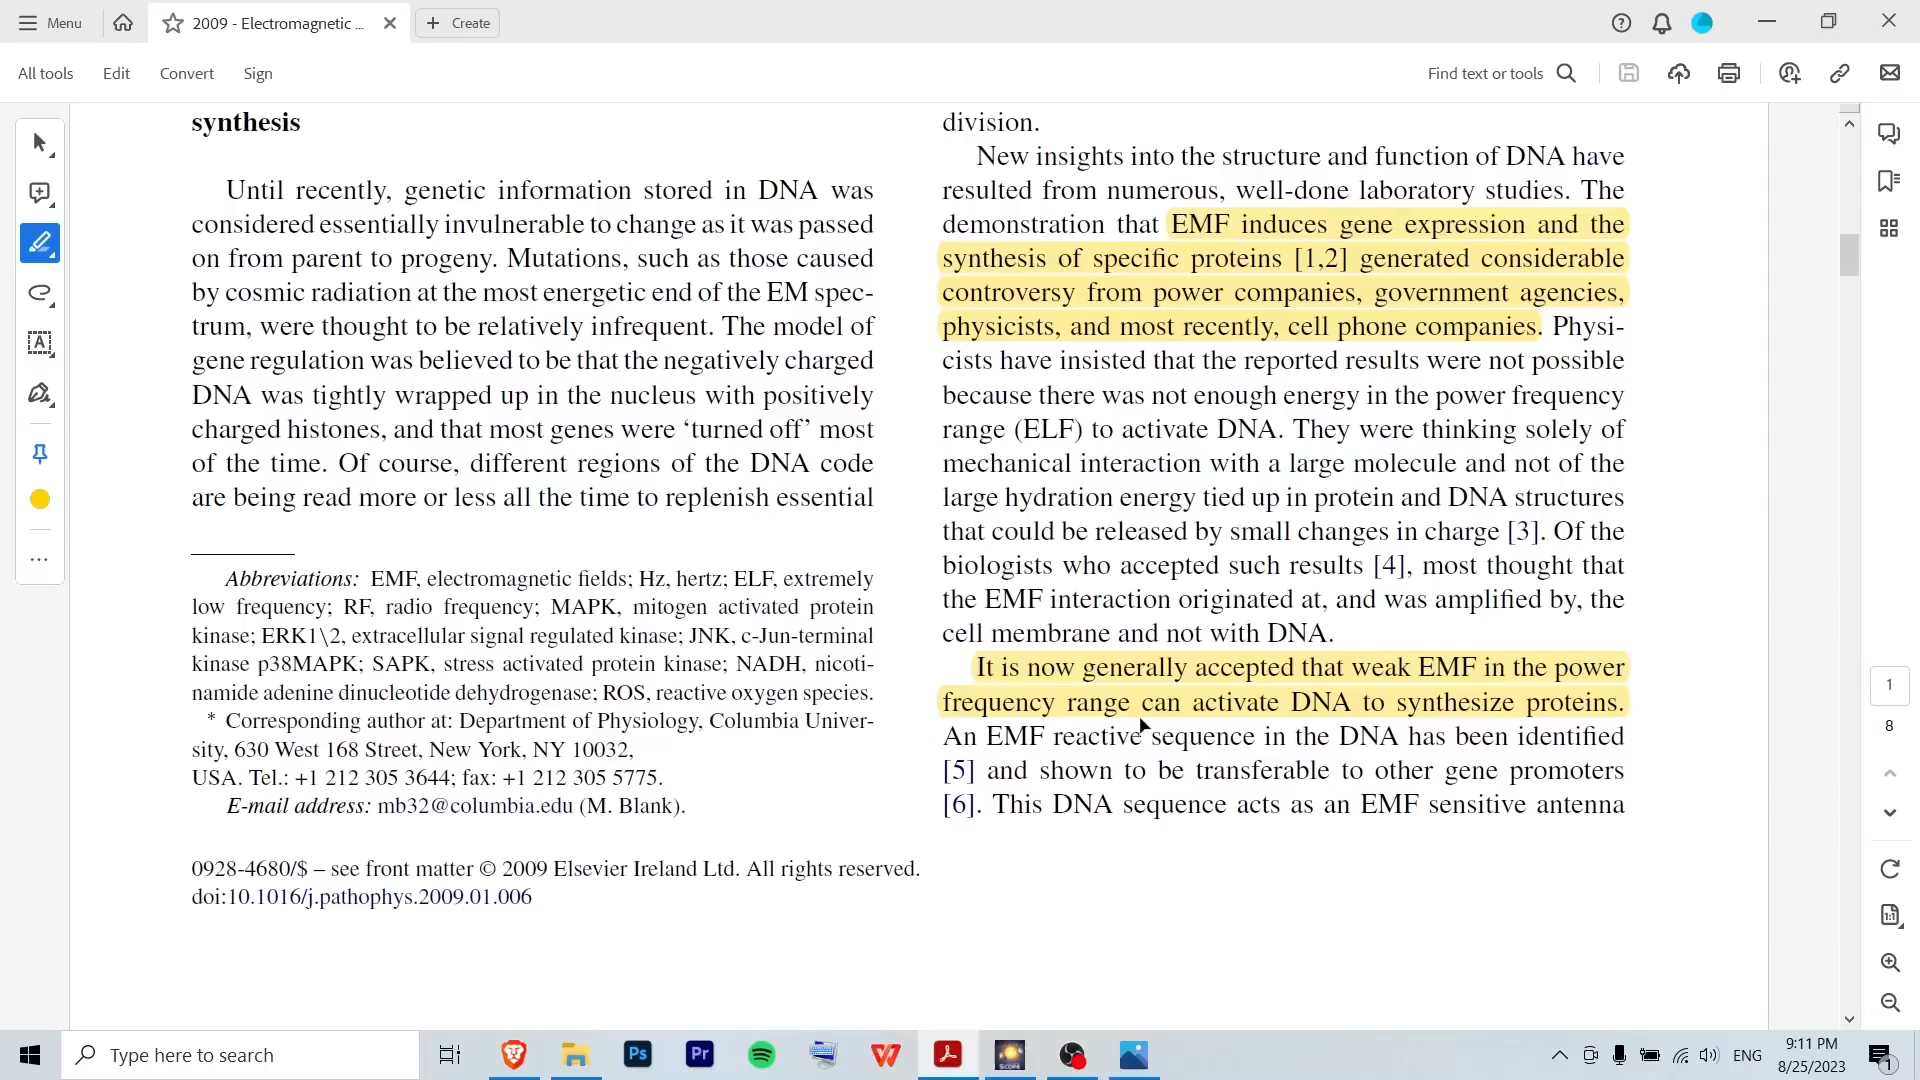 Menu
2009 - Electromagnetic ...
Create
All tools
Edit
Convert
Sign
Find text or tools
synthesis
Until recently, genetic information stored in DNA was
considered essentially invulnerable to change as it was passed
on from parent to progeny. Mutations, such as those caused
by cosmic radiation at the most energetic end of the EM spec-
trum, were thought to be relatively infrequent. The model of
gene regulation was believed to be that the negatively charged
DNA was tightly wrapped up in the nucleus with positively
charged histones, and that most genes were ‘turned off’ most
of the time. Of course, different regions of the DNA code
are being read more or less all the time to replenish essential
Abbreviations: EMF, electromagnetic fields; Hz, hertz; ELF, extremely
low frequency; RF, radio frequency; MAPK, mitogen activated protein
kinase; ERK1\2, extracellular signal regulated kinase; JNK, c-Jun-terminal
kinase p38MAPK; SAPK, stress activated protein kinase; NADH, nicoti-
namide adenine dinucleotide dehydrogenase; ROS, reactive oxygen species.
* Corresponding author at: Department of Physiology, Columbia Univer-
sity, 630 West 168 Street, New York, NY 10032,
USA. Tel.: +1 212 305 3644; fax: +1 212 305 5775.
E-mail address: mb32@columbia.edu (M. Blank).
0928-4680/$ – see front matter © 2009 Elsevier Ireland Ltd. All rights reserved.
doi:10.1016/j.pathophys.2009.01.006
division.
New insights into the structure and function of DNA have
resulted from numerous, well-done laboratory studies. The
demonstration that EMF induces gene expression and the
synthesis of specific proteins [1,2] generated considerable
controversy from power companies, government agencies,
physicists, and most recently, cell phone companies. Physi-
cists have insisted that the reported results were not possible
because there was not enough energy in the power frequency
range (ELF) to activate DNA. They were thinking solely of
mechanical interaction with a large molecule and not of the
large hydration energy tied up in protein and DNA structures
that could be released by small changes in charge [3]. Of the
biologists who accepted such results [4], most thought that
the EMF interaction originated at, and was amplified by, the
cell membrane and not with DNA.
It is now generally accepted that weak EMF in the power
frequency range can activate DNA to synthesize proteins.
An EMF reactive sequence in the DNA has been identified
[5] and shown to be transferable to other gene promoters
[6]. This DNA sequence acts as an EMF sensitive antenna
1
8
1:1
Type here to search
Ps
Pr
SCOPE
ENG
9:11 PM
8/25/2023
1